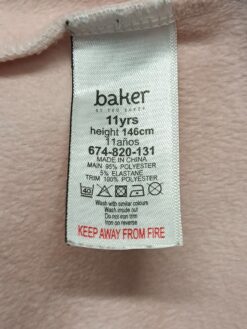 baker
BY TED BAKER
11yrs
height 146cm
11años
674-820-131
MADE IN CHINA
MAIN 95% POLYESTER
5% ELASTANE
TRIM 100% POLYESTER
40
Wash with similar colours
Wash inside out
Do not iron trim
Iron on reverse
KEEP AWAY FROM FIRE